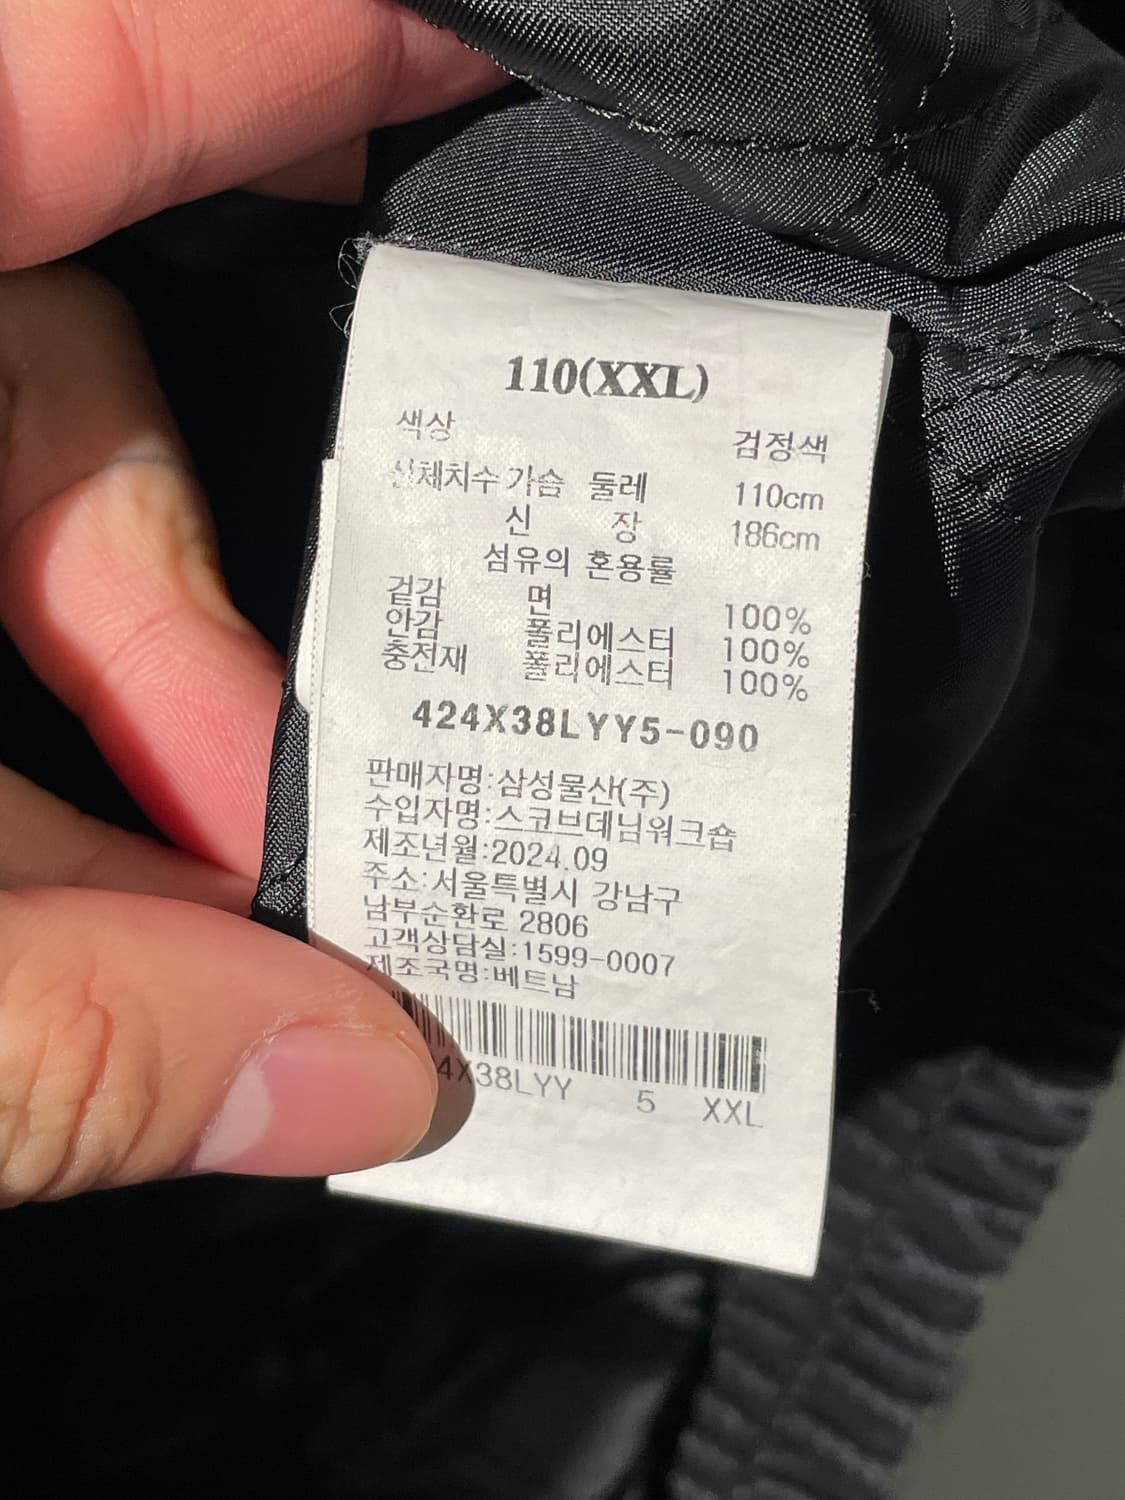 110(XXL)
색상 검정색
신체치수 가슴 둘레 110cm
신 장 186cm
섬유의 혼용률
겉감 면 100%
안감 폴리에스터 100%
충전재 폴리에스터 100%
424X38LYY5-090
판매자명:삼성물산(주)
수입자명:스코브데님워크숍
제조년월:2024.09
주소:서울특별시 강남구
남부순환로 2806
고객상담실:1599-0007
제조국명:베트남
4X38LYY 5 XXL